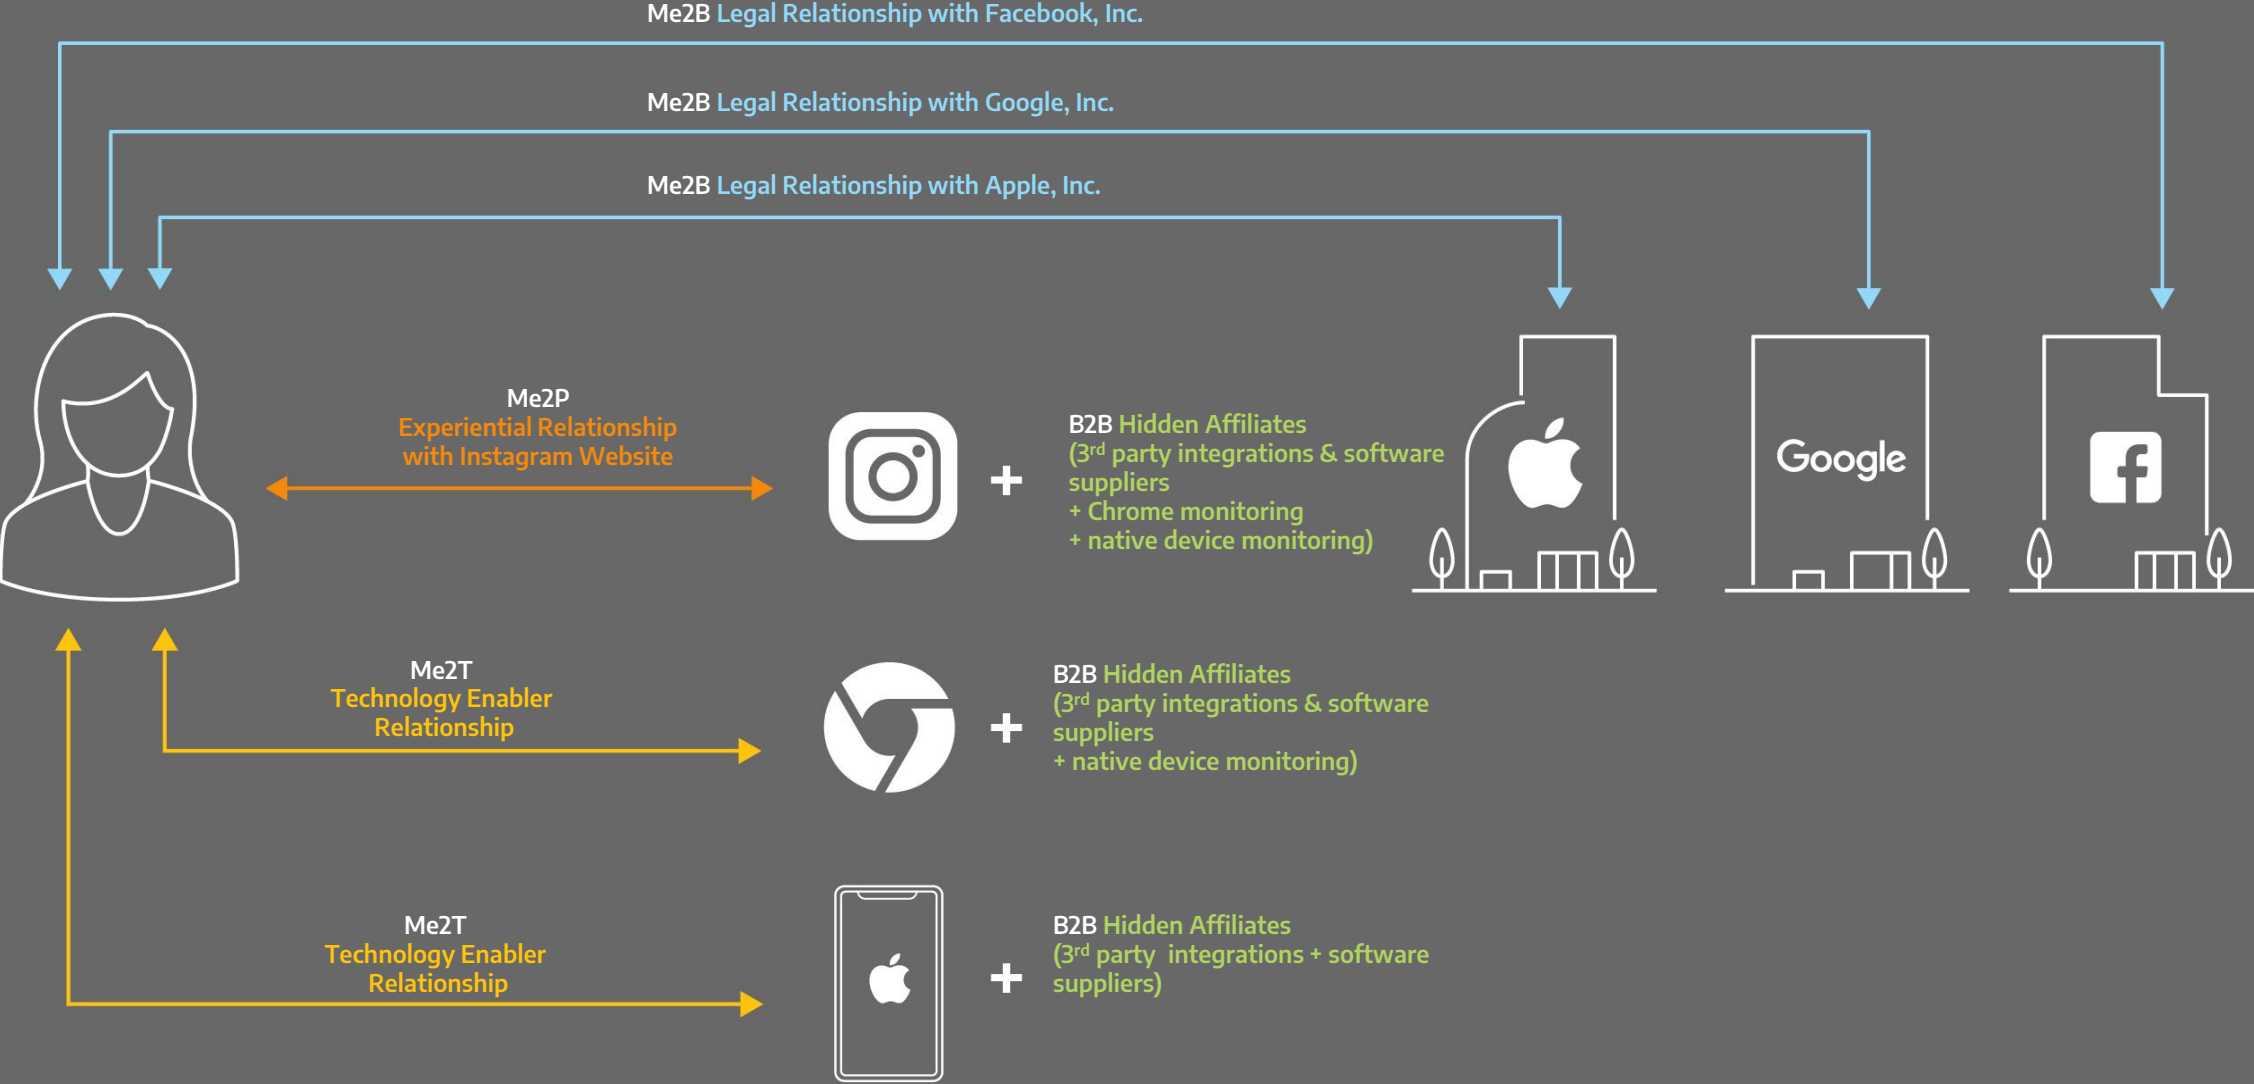 Me2B Legal Relationship with Facebook, Inc.
Me2B Legal Relationship with Google, Inc.
Me2B Legal Relationship with Apple, Inc.
Me2P
Experiential Relationship
with Instagram Website
B2B Hidden Affiliates
(3rd party integrations & software
suppliers
+ Chrome monitoring
+ native device monitoring)
Google
Me2T
Technology Enabler
Relationship
B2B Hidden Affiliates
(3rd party integrations & software
suppliers
+ native device monitoring)
Me2T
Technology Enabler
Relationship
B2B Hidden Affiliates
(3rd party  integrations + software
suppliers)